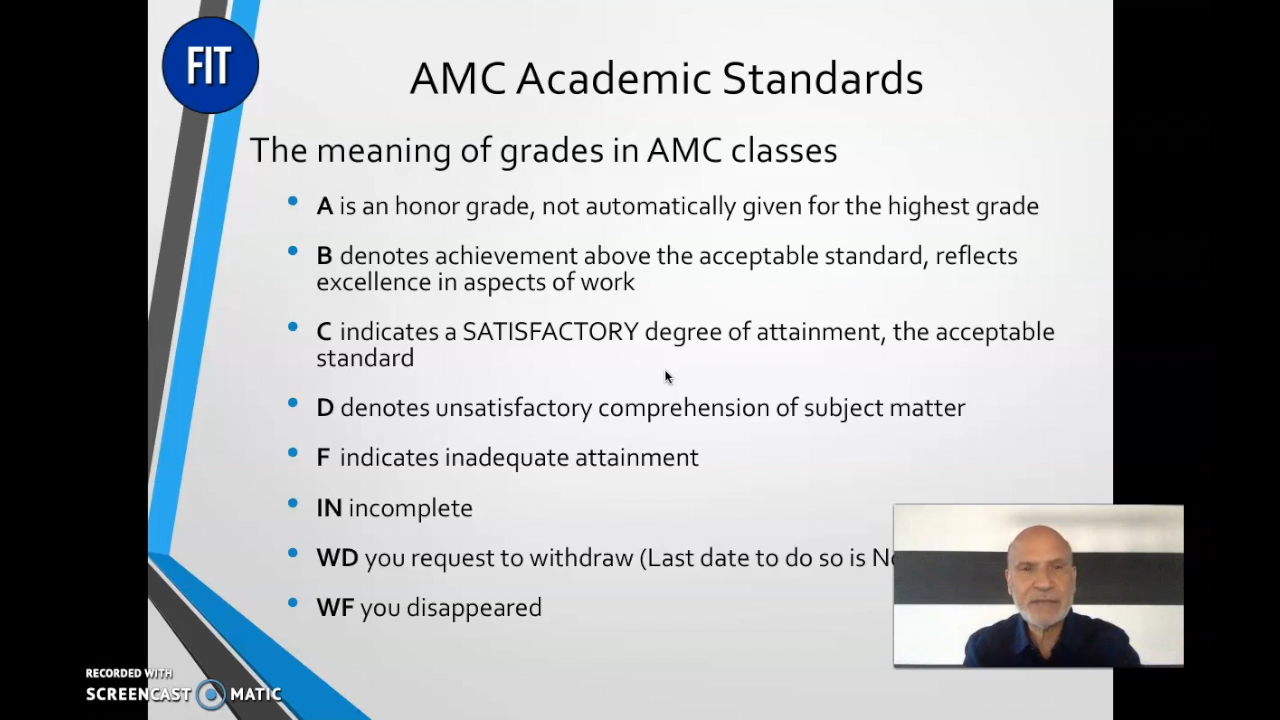 FIT
AMC Academic Standards
The meaning of grades in AMC classes
• A is an honor grade, not automatically given for the highest grade
• B denotes achievement above the acceptable standard, reflects
excellence in aspects of work
• C indicates a SATISFACTORY degree of attainment, the acceptable
standard
• D denotes unsatisfactory comprehension of subject matter
• F indicates inadequate attainment
• IN incomplete
• WD you request to withdraw (Last date to do so is
• WF you disappeared
RECORDED WITH
SCREENCAST MATIC